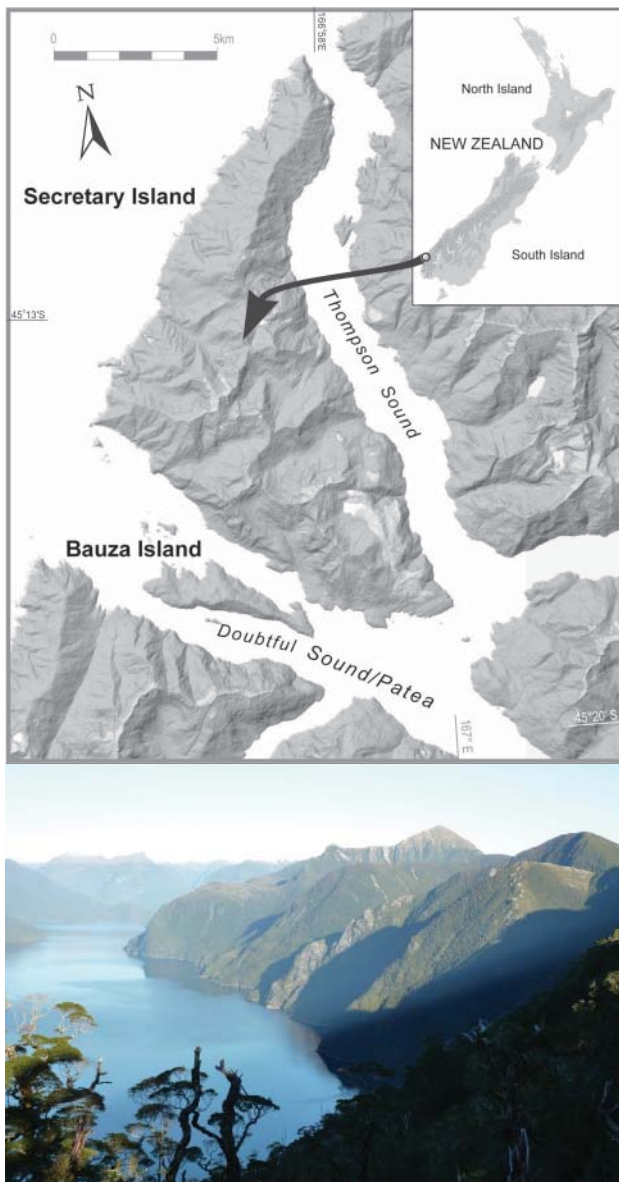 166°58'E
0 5km
N
North Island
NEW ZEALAND
Secretary Island
South Island
45°13'S
Thompson Sound
Bauza Island
Doubtful Sound/Patea
45°20' S
167° E